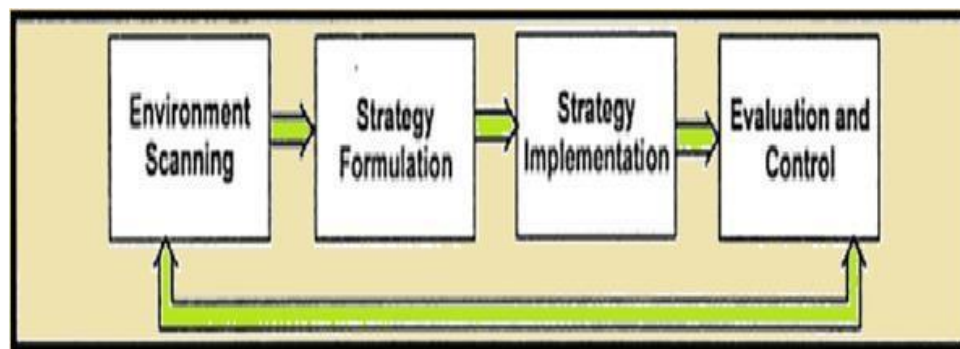 Environment
Scanning
Strategy
Formulation
Strategy
Implementation
Evaluation and
Control